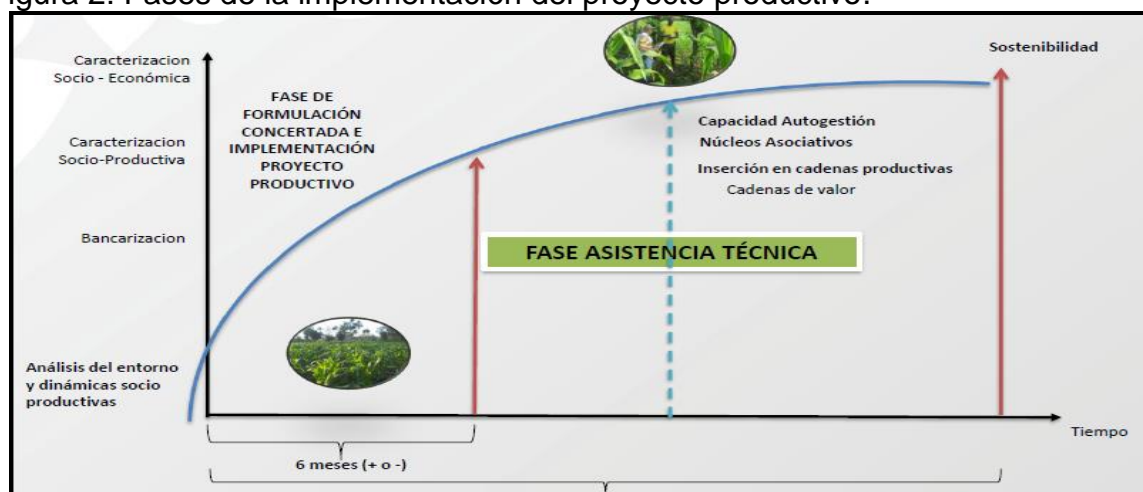 igura 2. Fases de la implementación del proyecto productivo.
Caracterizacion
Socio - Económica
Caracterización
Socio-Productiva
Bancarizacion
Análisis del entorno
y dinámicas socio
productivas
FASE DE
FORMULACIÓN
CONCERTADA E
IMPLEMENTACIÓN
PROYECTO
PRODUCTIVO
6 meses (+ o -)
FASE ASISTENCIA TÉCNICA
Capacidad Autogestión
Núcleos Asociativos
Inserción en cadenas productivas
Cadenas de valor
Sostenibilidad
Tiempo